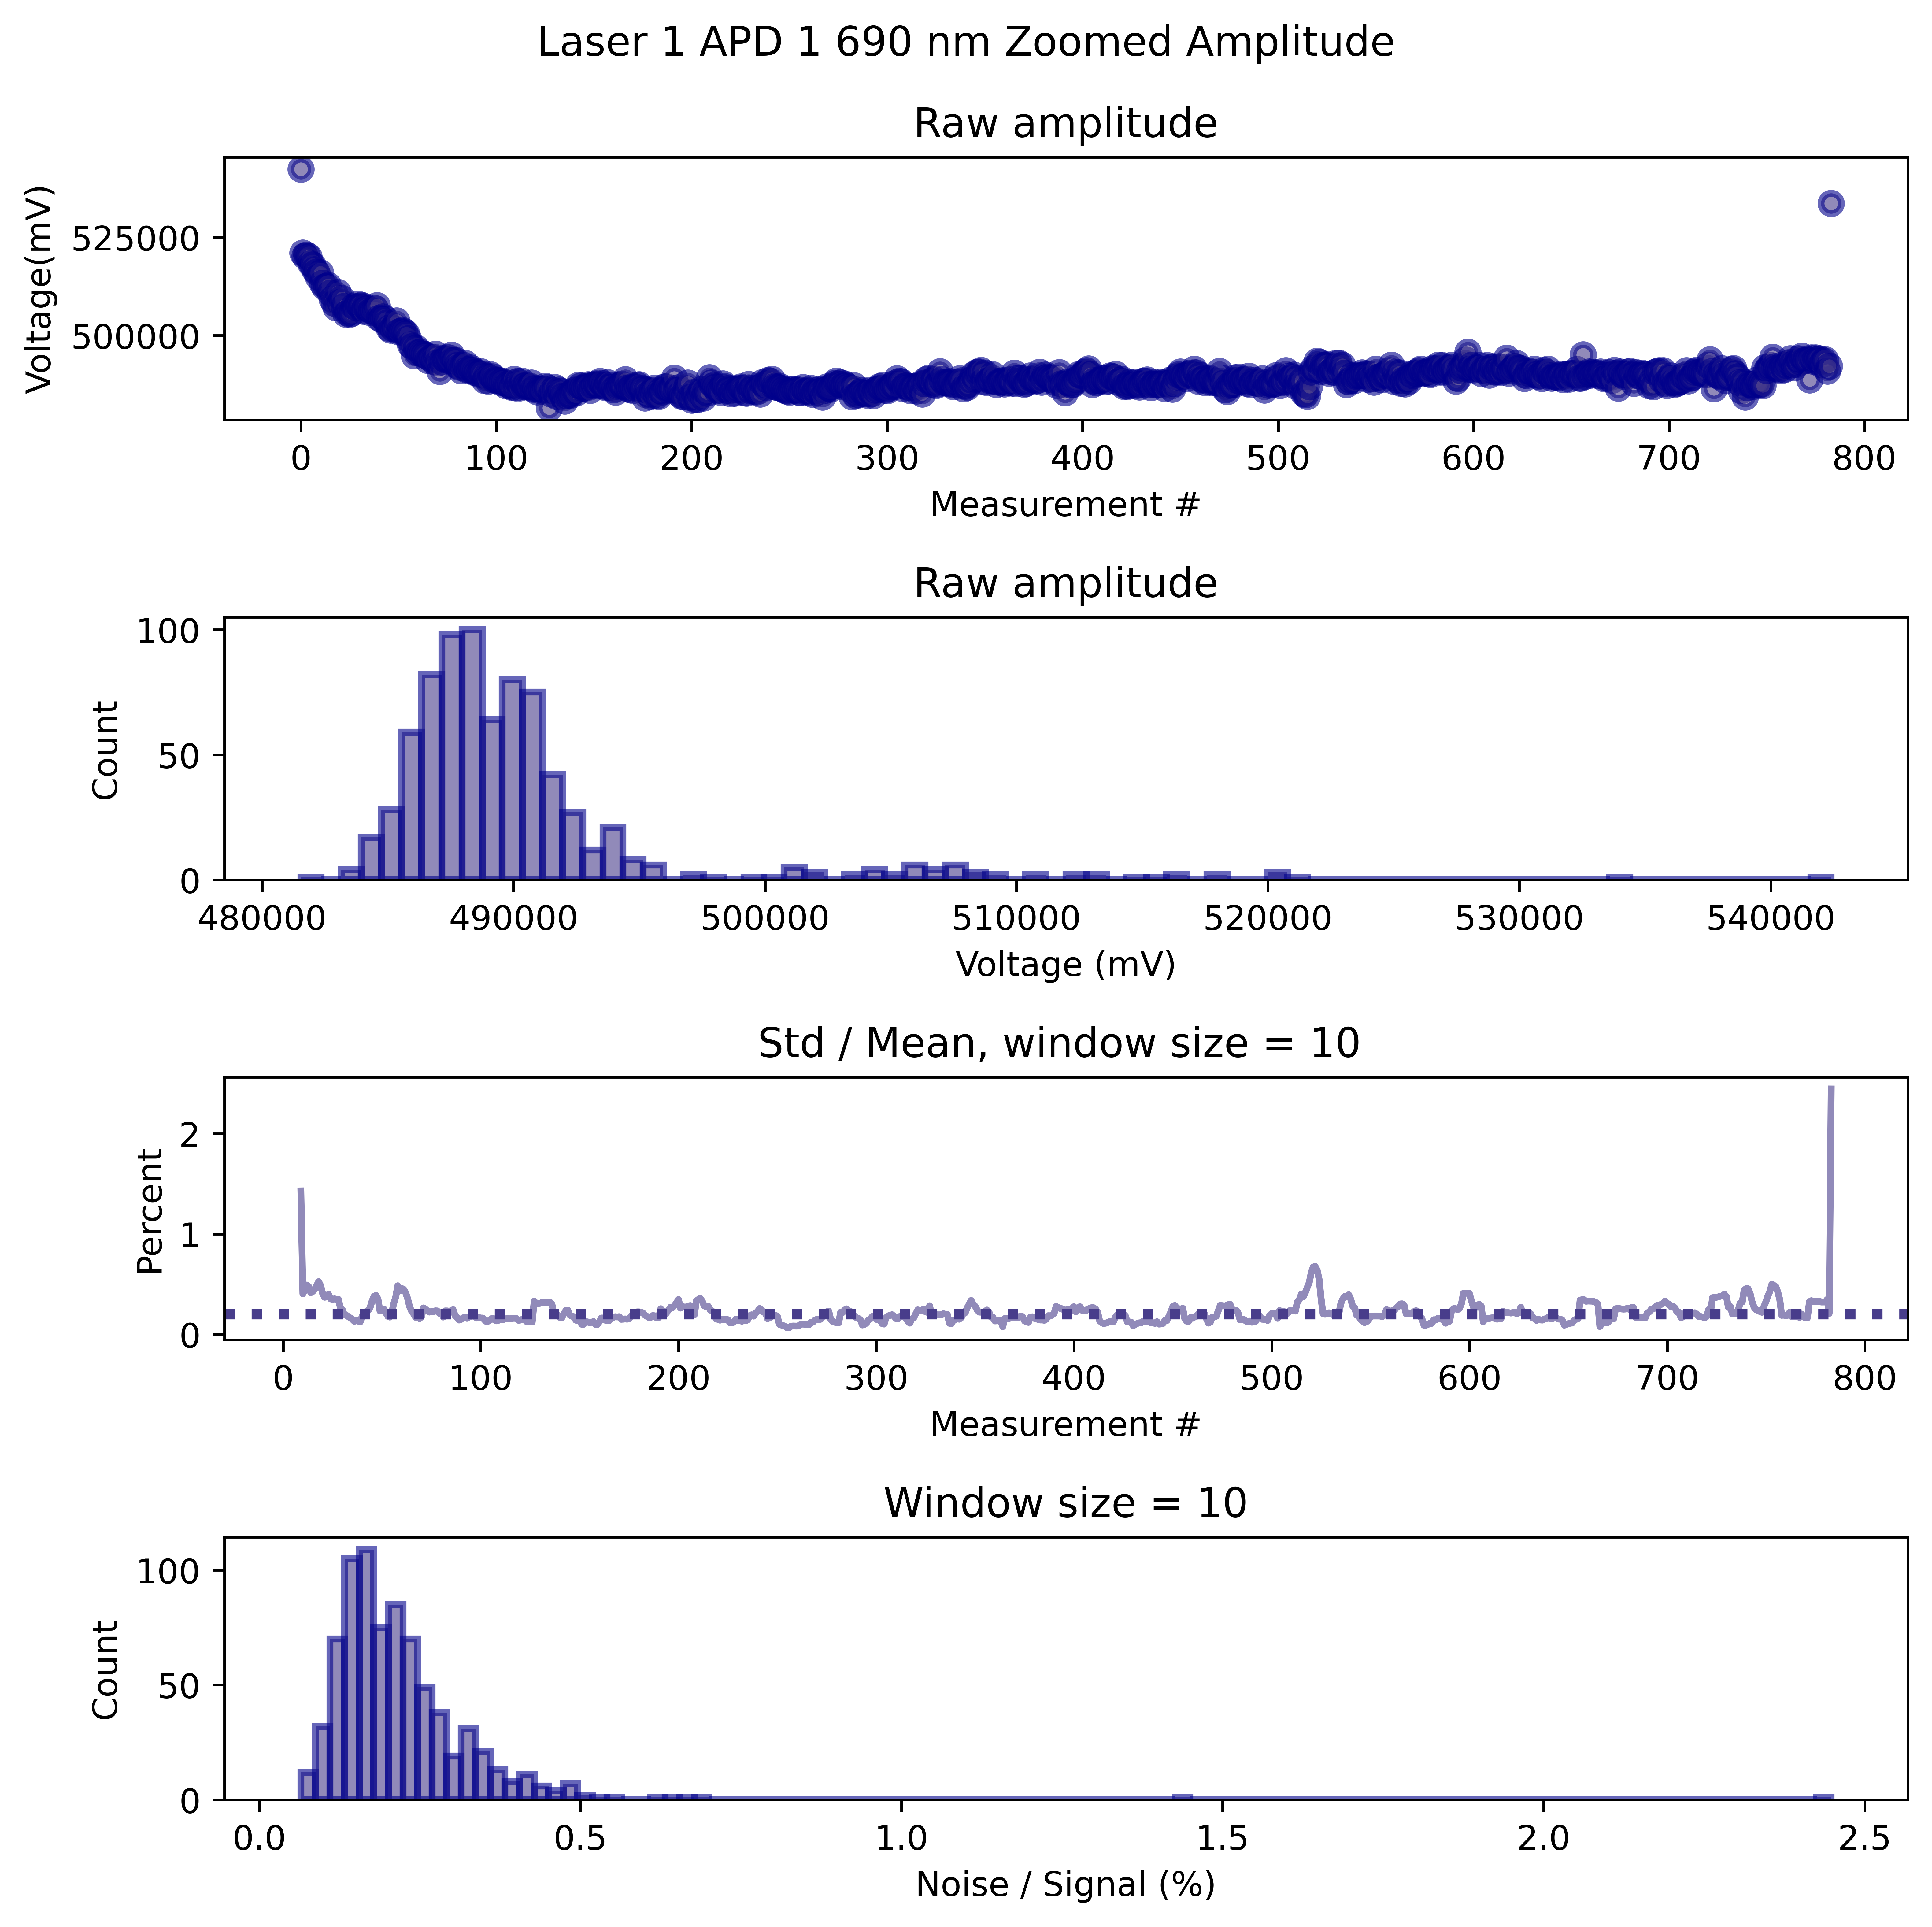 Laser 1 APD 1 690 nm Zoomed Amplitude
Raw amplitude
Voltage(mV)
525000
500000
0 100 200 300 400 500 600 700 800
Measurement #
Raw amplitude
Count
100
50
0
480000 490000 500000 510000 520000 530000 540000
Voltage (mV)
Std / Mean, window size = 10
Percent
2
1
0
0 100 200 300 400 500 600 700 800
Measurement #
Window size = 10
Count
100
50
0
0.0 0.5 1.0 1.5 2.0 2.5
Noise / Signal (%)